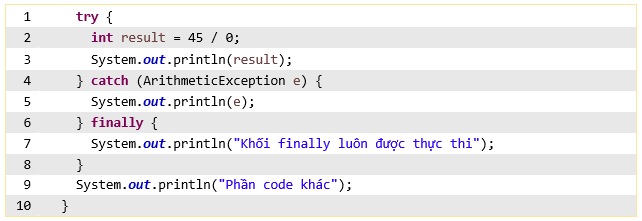 1 try {
2 int result = 45 / 0;
3 System.out.println(result);
4 } catch (ArithmeticException e) {
5 System.out.println(e);
6 } finally {
7 System.out.println("Khối finally luôn được thực thi");
8 }
9 System.out.println("Phần code khác");
10 }